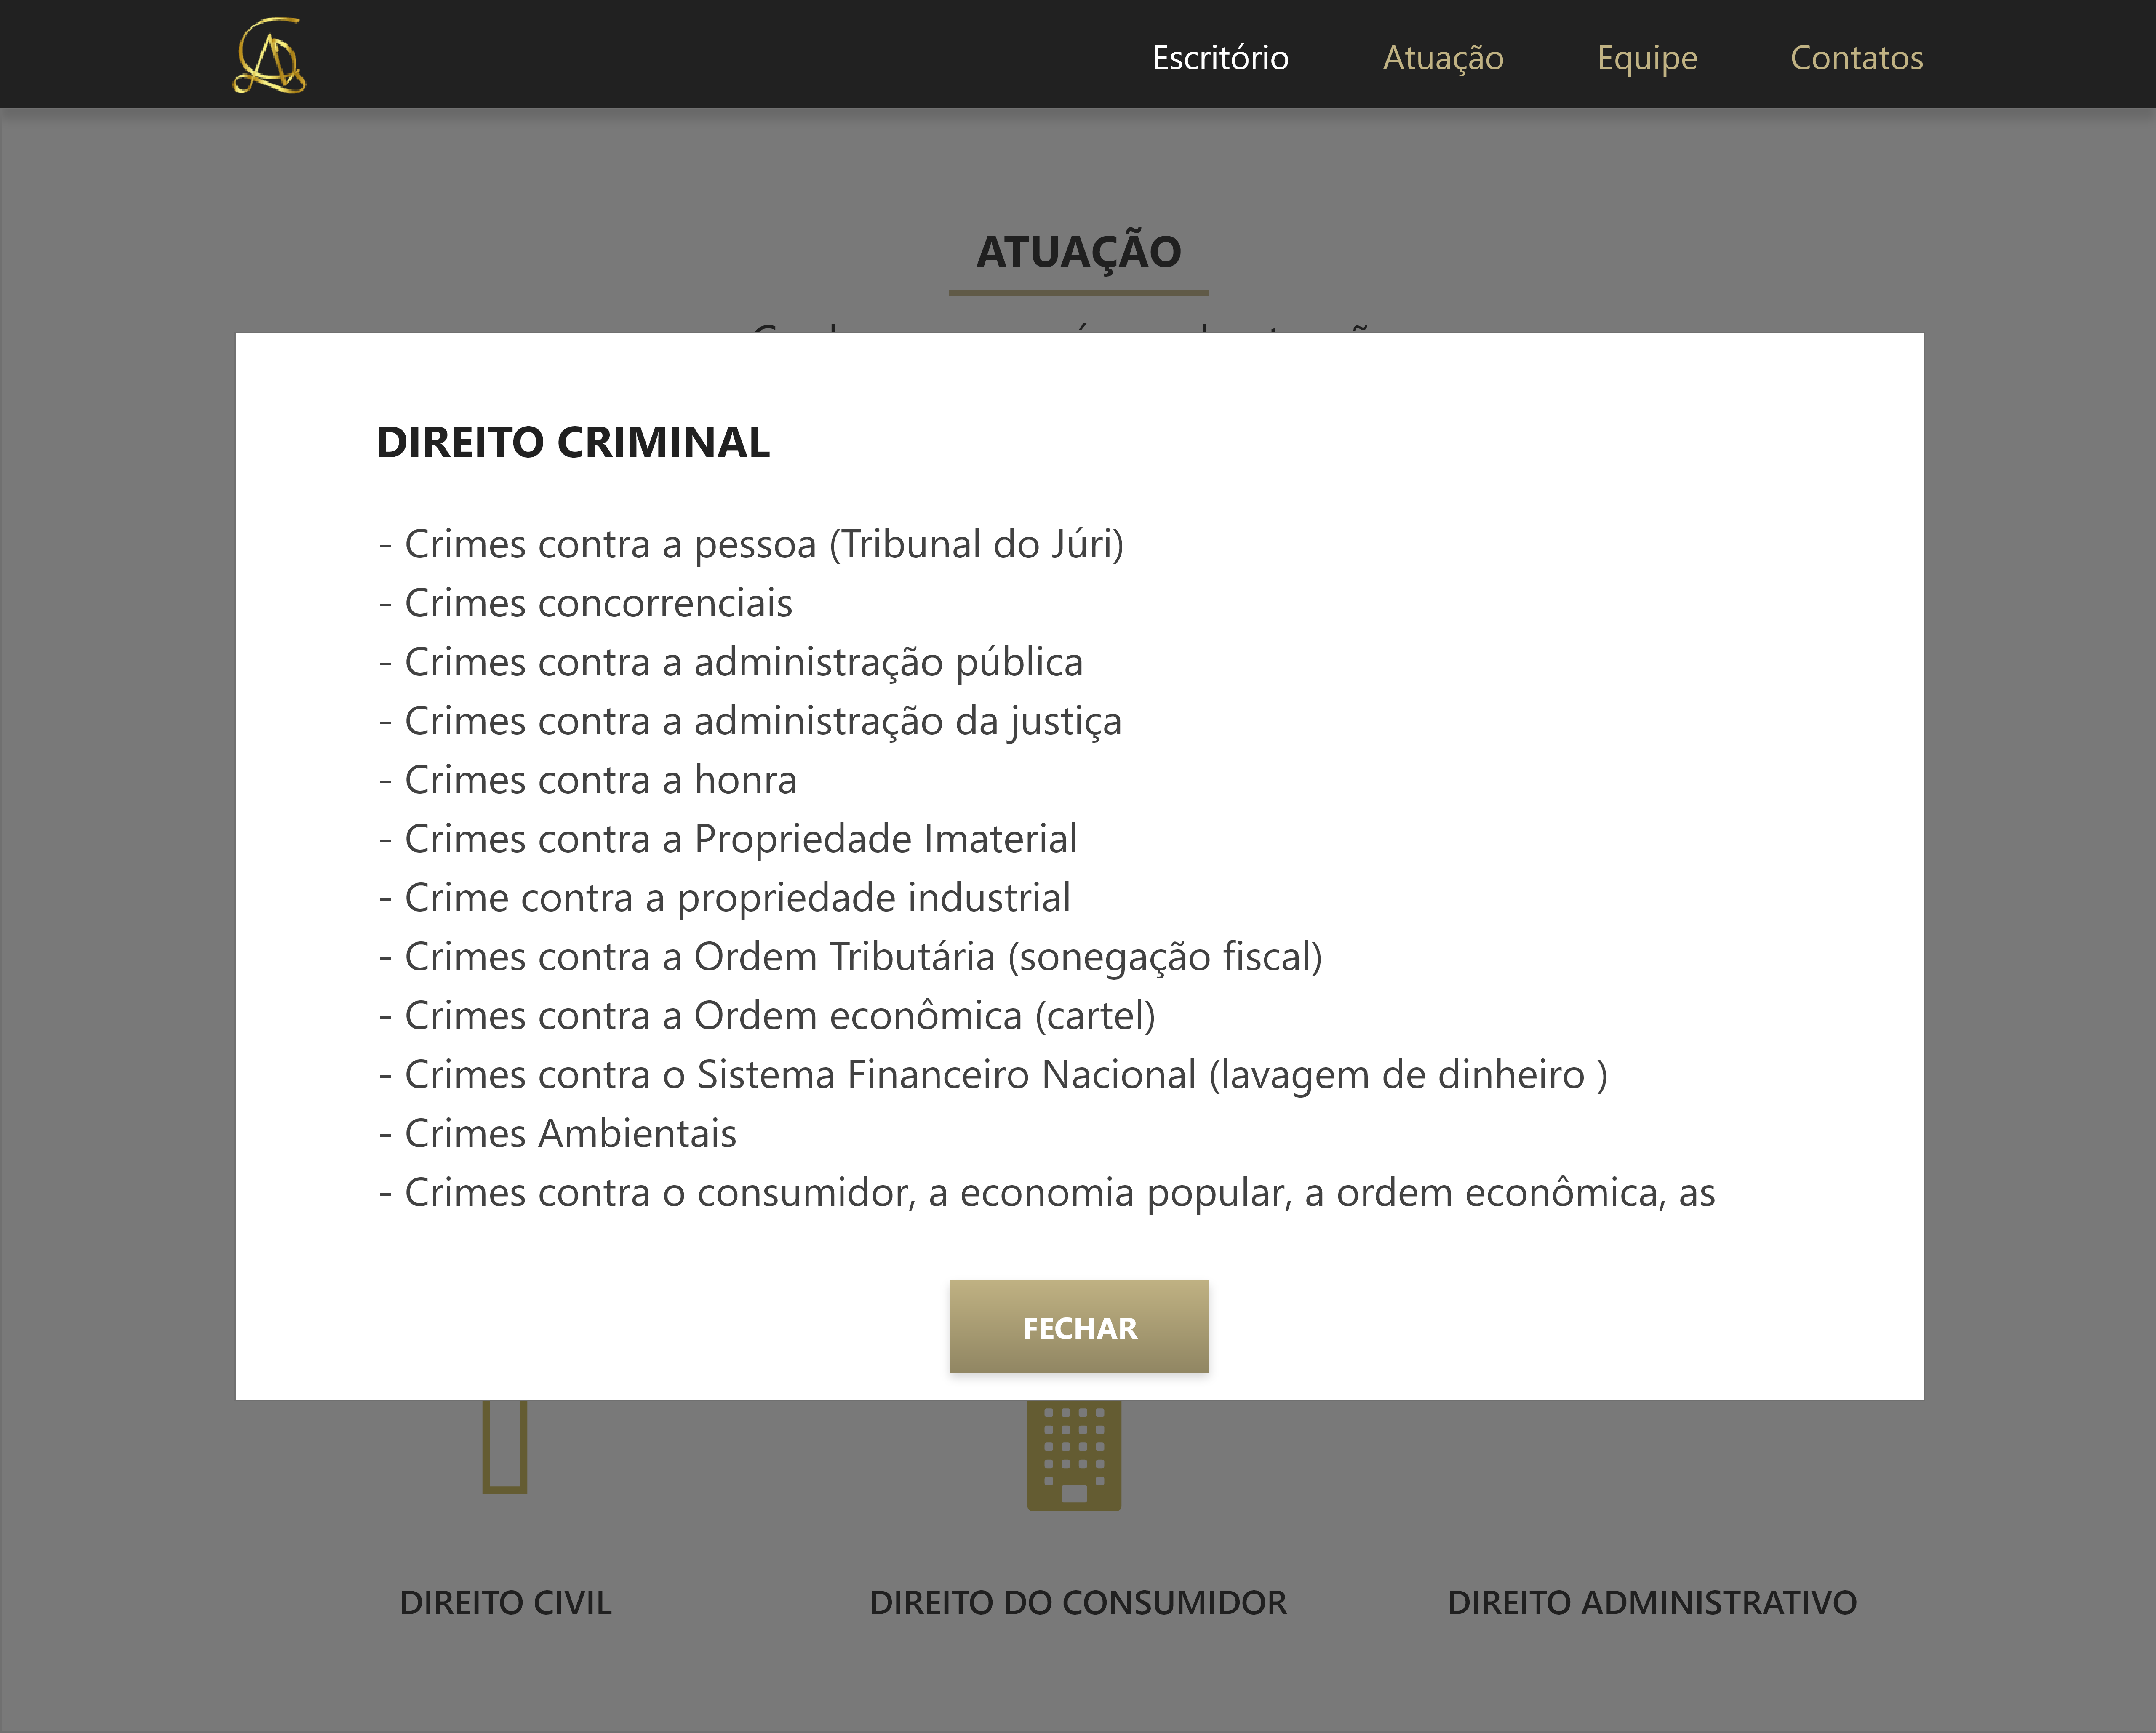 Escritório Atuação Equipe Contatos
ATUAÇÃO
DIREITO CRIMINAL
- Crimes contra a pessoa (Tribunal do Júri)
- Crimes concorrenciais
- Crimes contra a administração pública
- Crimes contra a administração da justiça
- Crimes contra a honra
- Crimes contra a Propriedade Imaterial
- Crime contra a propriedade industrial
- Crimes contra a Ordem Tributária (sonegação fiscal)
- Crimes contra a Ordem econômica (cartel)
- Crimes contra o Sistema Financeiro Nacional (lavagem de dinheiro )
- Crimes Ambientais
- Crimes contra o consumidor, a economia popular, a ordem econômica, as
FECHAR
DIREITO CIVIL DIREITO DO CONSUMIDOR DIREITO ADMINISTRATIVO